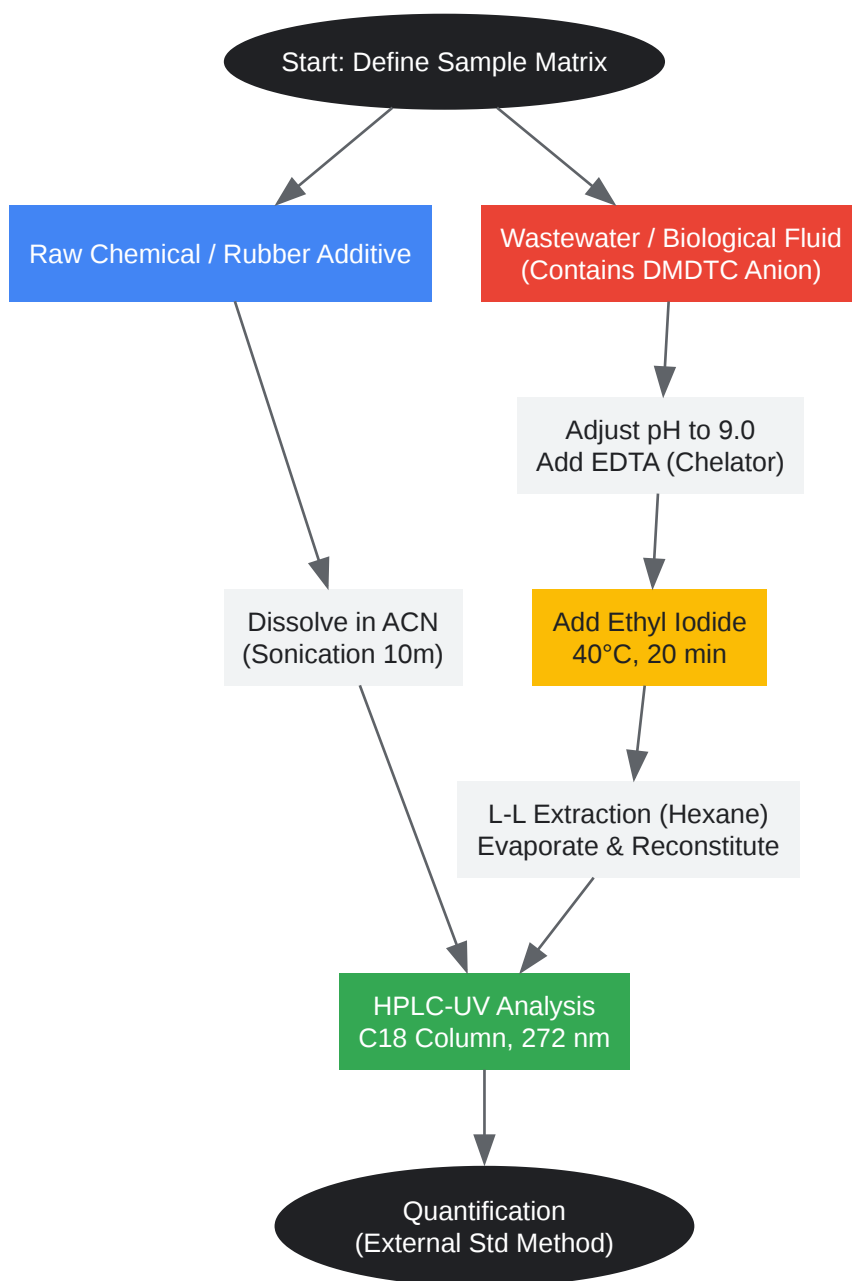 Start: Define Sample Matrix
Raw Chemical / Rubber Additive
Wastewater / Biological Fluid
(Contains DMDTC Anion)
Adjust pH to 9.0
Add EDTA (Chelator)
Dissolve in ACN
(Sonication 10m)
Add Ethyl Iodide
40°C, 20 min
L-L Extraction (Hexane)
Evaporate & Reconstitute
HPLC-UV Analysis
C18 Column, 272 nm
Quantification
(External Std Method)